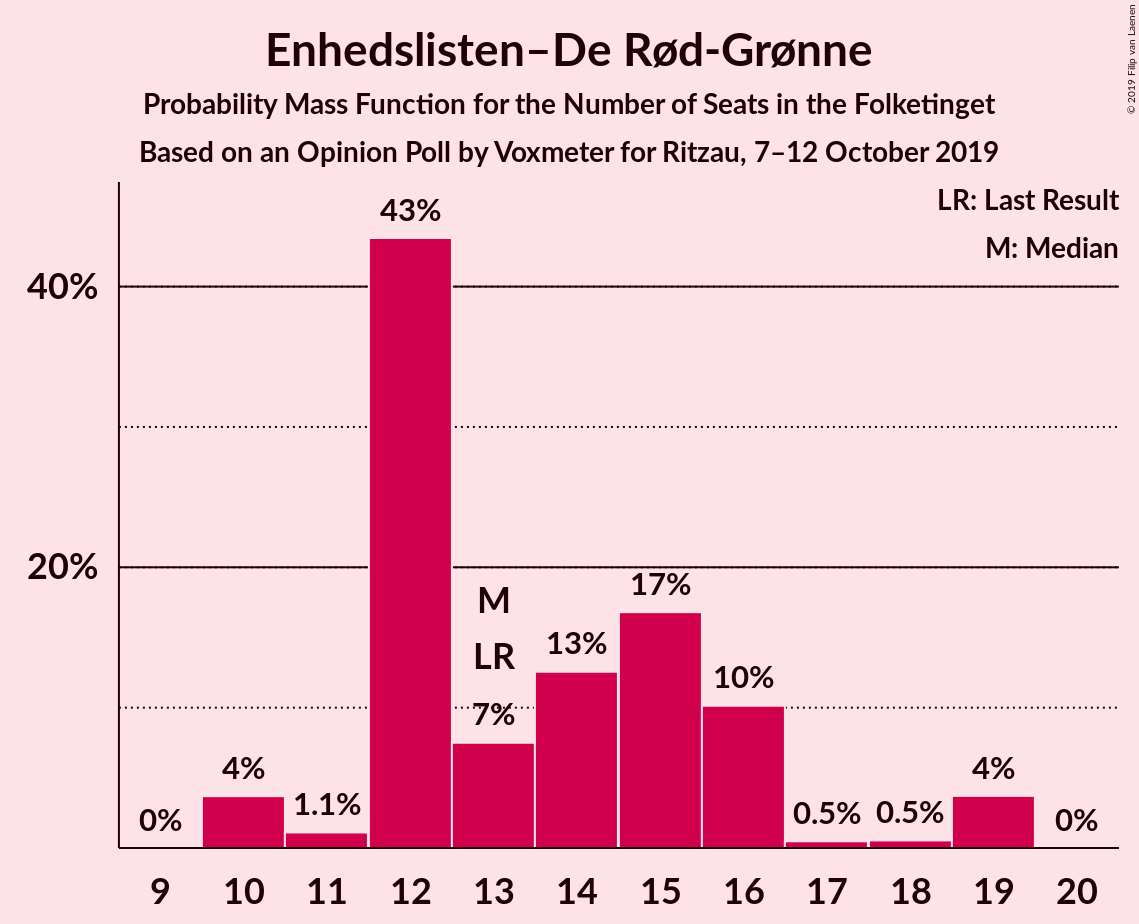 Enhedslisten–De Rød-Grønne
Probability Mass Function for the Number of Seats in the Folketinget
Based on an Opinion Poll by Voxmeter for Ritzau, 7–12 October 2019
© 2019 Filip van Laenen
LR: Last Result
M: Median
40%
20%
0%
4%
1.1%
43%
M
LR
7%
13%
17%
10%
0.5%
0.5%
4%
0%
9 10 11 12 13 14 15 16 17 18 19 20